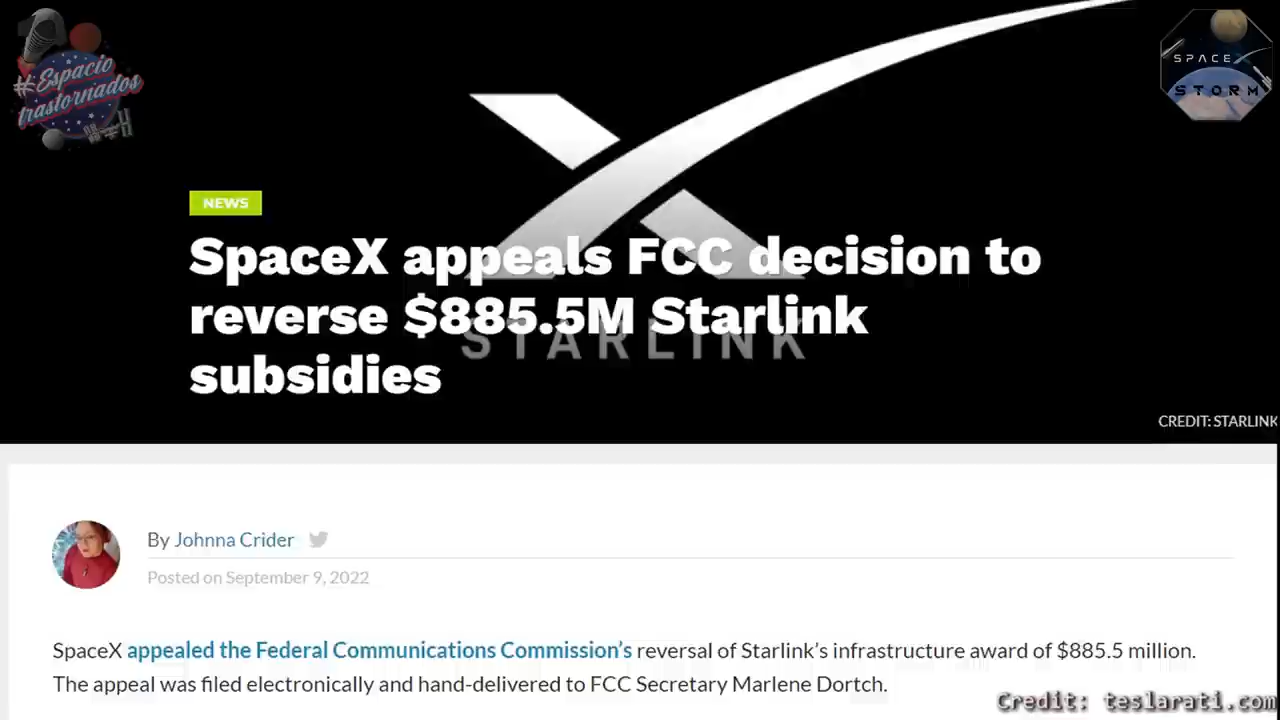 #Espacio
trastornados
SPACEX
STORM
NEWS
SpaceX appeals FCC decision to
reverse $885.5M Starlink
subsidies
STARLINK
CREDIT: STARLINK
By Johnna Crider
Posted on September 9, 2022
SpaceX appealed the Federal Communications Commission’s reversal of Starlink’s infrastructure award of $885.5 million.
The appeal was filed electronically and hand-delivered to FCC Secretary Marlene Dortch.
Credit: teslarati.com